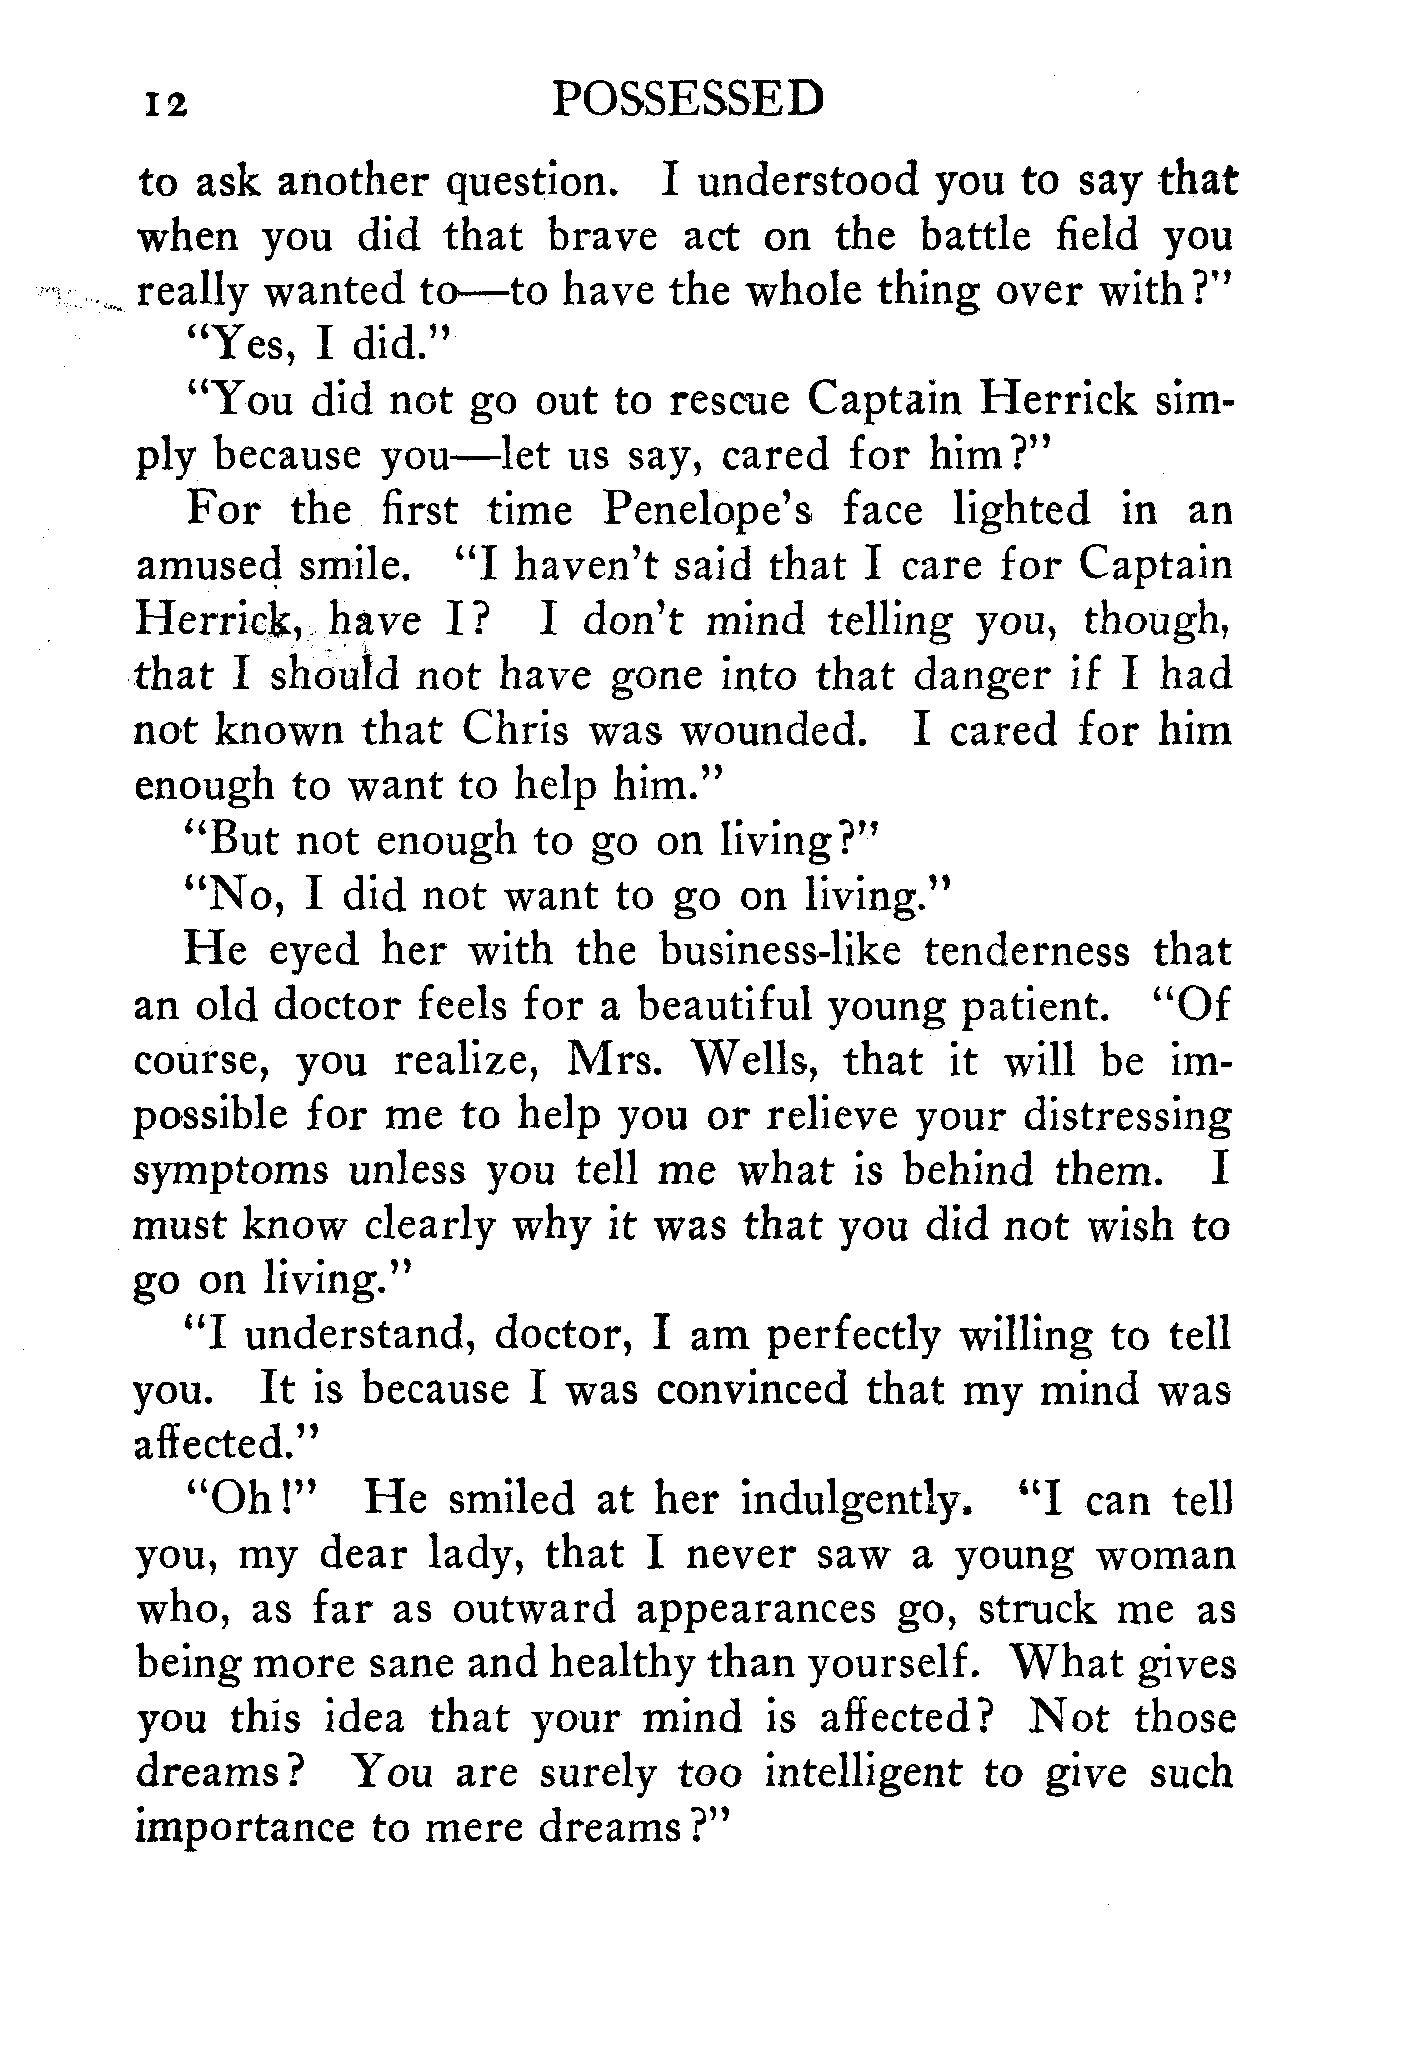 12 POSSESSED
to ask another question. I understood you to say that
when you did that brave act on the battle field you
really wanted to—to have the whole thing over with?"
"Yes, I did."
"You did not go out to rescue Captain Herrick sim-
ply because you—let us say, cared for him?"
For the first time Penelope's face lighted in an
amused smile. "I haven't said that I care for Captain
Herrick, have I? I don't mind telling you, though,
that I should not have gone into that danger if I had
not known that Chris was wounded. I cared for him
enough to want to help him."
"But not enough to go on living?"
"No, I did not want to go on living."
He eyed her with the business-like tenderness that
an old doctor feels for a beautiful young patient. "Of
course, you realize, Mrs. Wells, that it will be im-
possible for me to help you or relieve your distressing
symptoms unless you tell me what is behind them. I
must know clearly why it was that you did not wish to
go on living."
"I understand, doctor, I am perfectly willing to tell
you. It is because I was convinced that my mind was
affected."
"Oh!" He smiled at her indulgently. "I can tell
you, my dear lady, that I never saw a young woman
who, as far as outward appearances go, struck me as
being more sane and healthy than yourself. What gives
you this idea that your mind is affected? Not those
dreams? You are surely too intelligent to give such
importance to mere dreams?"